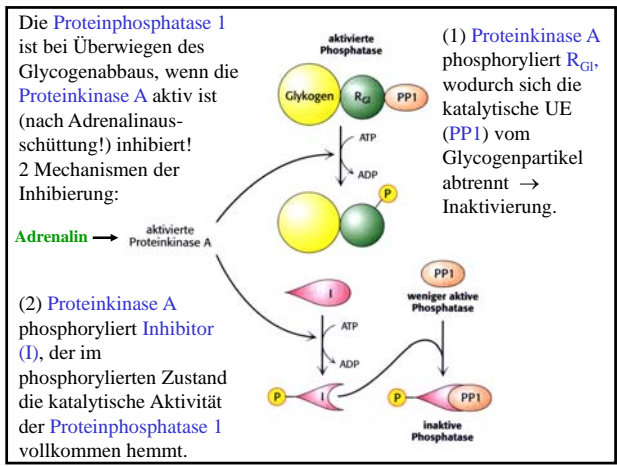 Die Proteinphosphatase 1
ist bei Überwiegen des
Glycogenabbaus, wenn die
Proteinkinase A aktiv ist
(nach Adrenalinaus-
schüttung!) inhibiert!
2 Mechanismen der
Inhibierung:
aktivierte
Phosphatase
Glykogen
RGl
PP1
ATP
ADP
P
(1) Proteinkinase A
phosphoryliert RGl,
wodurch sich die
katalytische UE
(PP1) vom
Glycogenpartikel
abtrennt →
Inaktivierung.
Adrenalin
aktivierte
Proteinkinase A
(2) Proteinkinase A
phosphoryliert Inhibitor
(I), der im
phosphorylierten Zustand
die katalytische Aktivität
der Proteinphosphatase 1
vollkommen hemmt.
I
ATP
ADP
P
I
PP1
weniger aktive
Phosphatase
P
I
PP1
inaktive
Phosphatase